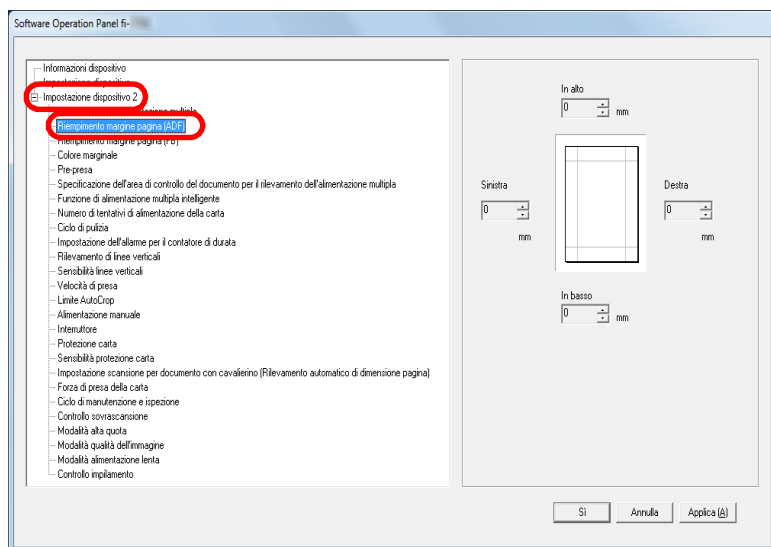 Software Operation Panel fi-
Informazioni dispositivo
Impostazione dispositivo 2
multipla
Riempimento margine pagina (ADF)
Riempimento margine pagina (FB)
Colore marginale
Pre-presa
Specificazione dell'area di controllo del documento per il rilevamento dell'alimentazione multipla
Funzione di alimentazione multipla intelligente
Numero di tentativi di alimentazione della carta
Ciclo di pulizia
Impostazione dell'allarme per il contatore di durata
Rilevamento di linee verticali
Sensibilità linee verticali
Velocità di presa
Limite AutoCrop
Alimentazione manuale
Interruttore
Protezione carta
Sensibilità protezione carta
Impostazione scansione per documento con cavalierino (Rilevamento automatico di dimensione pagina)
Forza di presa della carta
Ciclo di manutenzione e ispezione
Controllo sovrascansione
Modalità alta quota
Modalità qualità dell'immagine
Modalità alimentazione lenta
Controllo impilamento
In alto
0 mm
Sinistra
0
mm
Destra
0
mm
In basso
0 mm
Sì Annulla Applica (A)